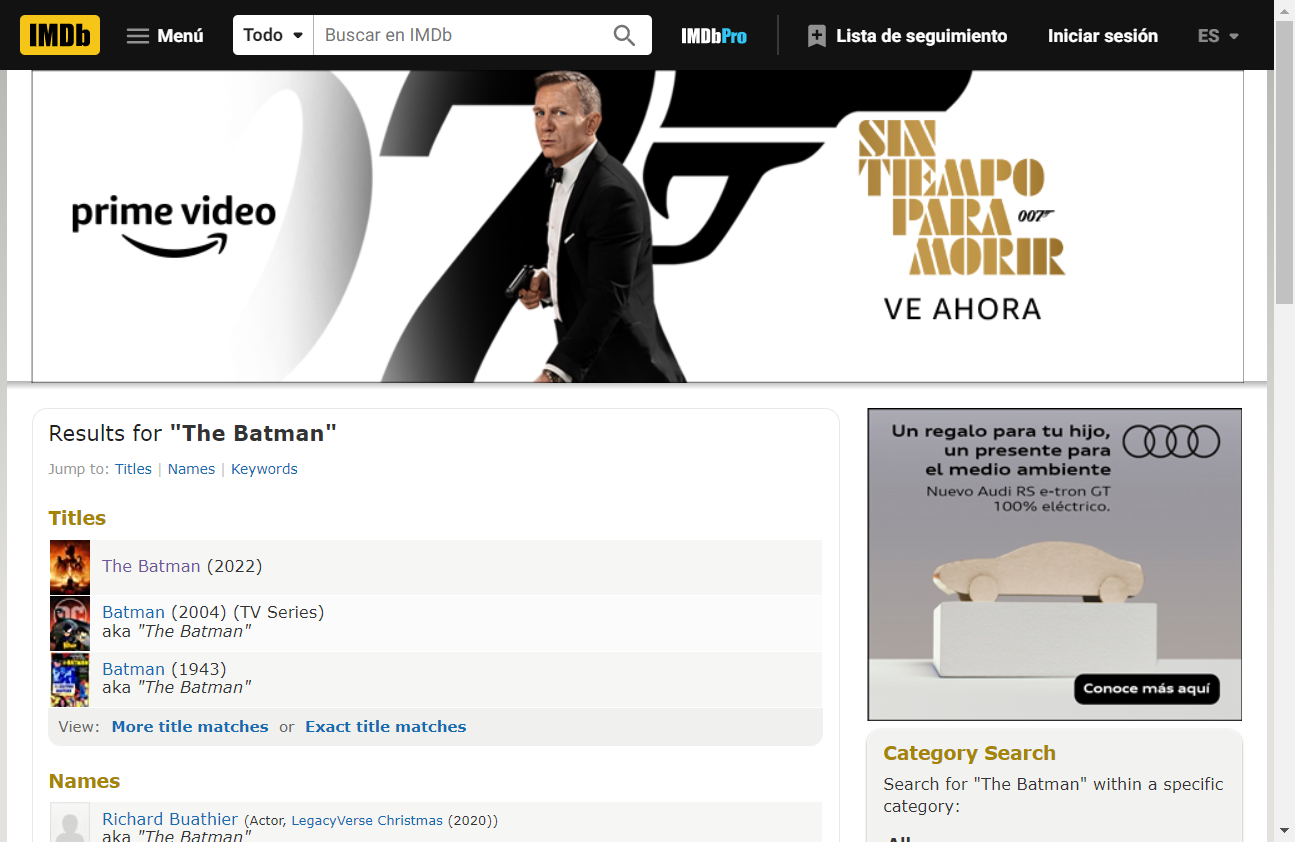 IMDb Menú Todo Buscar en IMDb IMDbPro Lista de seguimiento Iniciar sesión ES
prime video
SIN
TIEMPO
PARA 007
MORIR
VE AHORA
Results for "The Batman"
Jump to: Titles | Names | Keywords
Titles
The Batman (2022)
Batman (2004) (TV Series)
aka "The Batman"
Batman (1943)
aka "The Batman"
View: More title matches or Exact title matches
Names
Richard Buathier (Actor, LegacyVerse Christmas (2020))
aka "The Batman"
Un regalo para tu hijo,
un presente para
el medio ambiente
Nuevo Audi RS e-tron GT
100% eléctrico.
Conoce más aquí
Category Search
Search for "The Batman" within a specific
category:
All